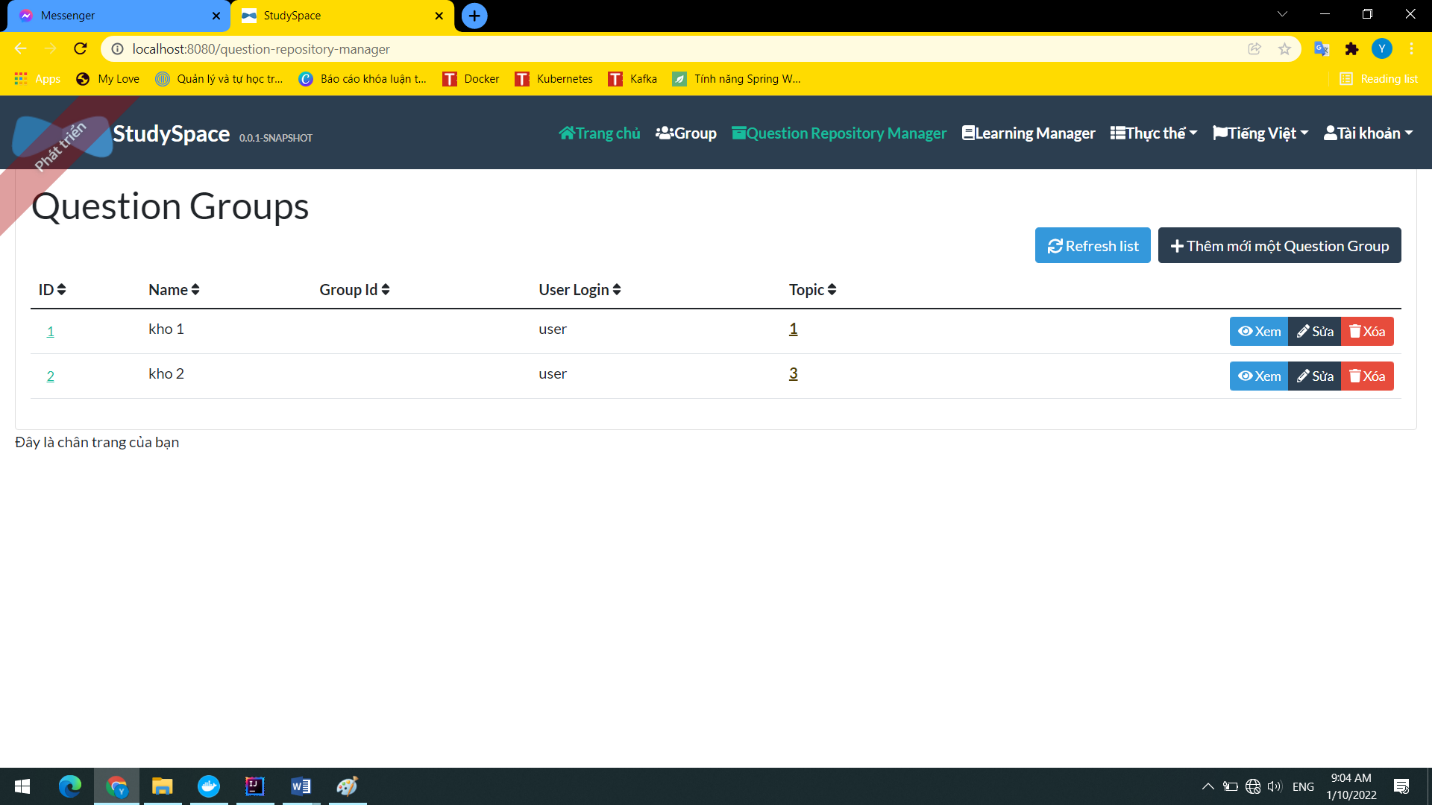 Messenger
StudySpace
localhost:8080/question-repository-manager
Y
Apps
My Love
Quản lý và tự học tr...
Báo cáo khóa luận t...
Docker
Kubernetes
Kafka
Tính năng Spring W...
Reading list
Phát triển
StudySpace 0.0.1-SNAPSHOT
Trang chủ
Group
Question Repository Manager
Learning Manager
Thực thể
Tiếng Việt
Tài khoản
Question Groups
Refresh list
Thêm mới một Question Group
ID Name Group Id User Login Topic
1 kho 1 user 1 Xem Sửa Xóa
2 kho 2 user 3 Xem Sửa Xóa
Đây là chân trang của bạn
ENG
9:04 AM
1/10/2022